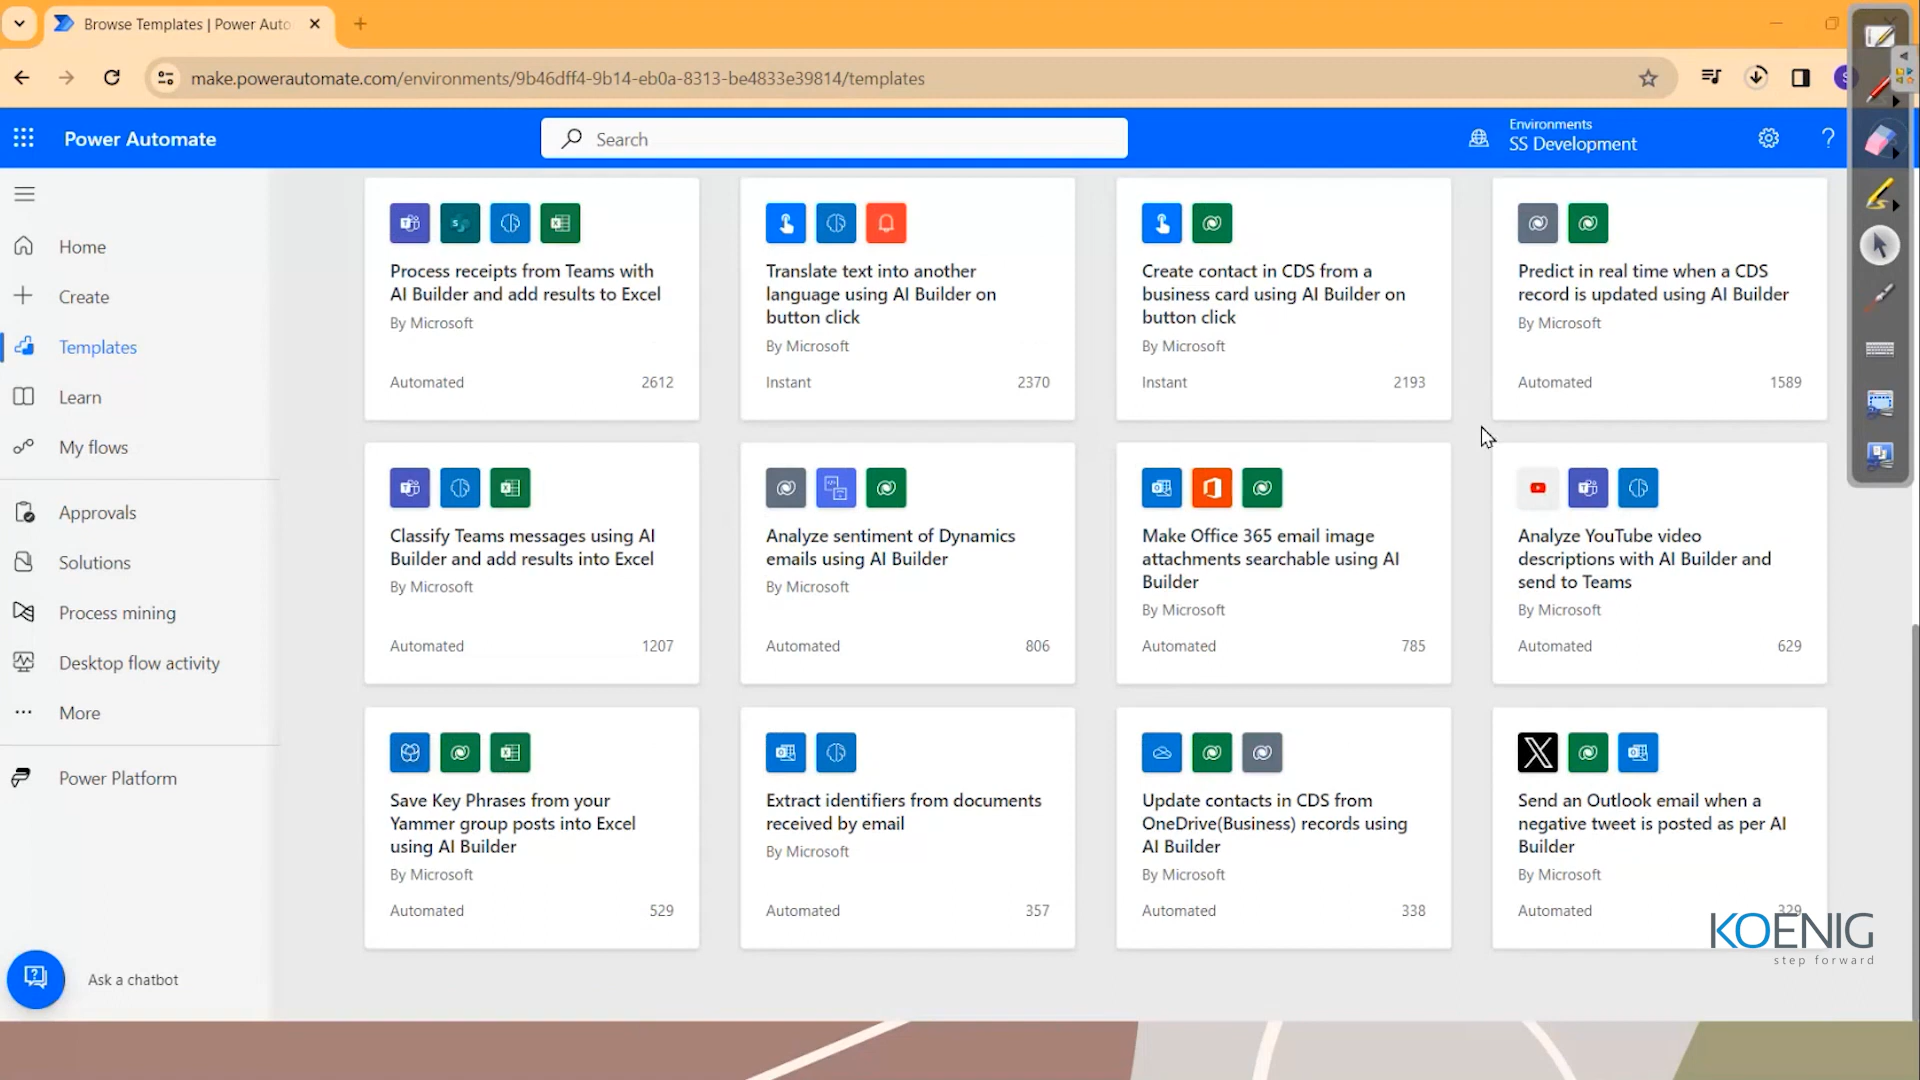 Browse Templates | Power Auto
make.powerautomate.com/environments/9b46dff4-9b14-eb0a-8313-be4833e39814/templates
Power Automate
Search
Environments
SS Development
Home
Create
Templates
Learn
My flows
Approvals
Solutions
Process mining
Desktop flow activity
More
Power Platform
Ask a chatbot
Process receipts from Teams with
AI Builder and add results to Excel
By Microsoft
Automated 2612
Translate text into another
language using AI Builder on
button click
By Microsoft
Instant 2370
Create contact in CDS from a
business card using AI Builder on
button click
By Microsoft
Instant 2193
Predict in real time when a CDS
record is updated using AI Builder
By Microsoft
Automated 1589
Classify Teams messages using AI
Builder and add results into Excel
By Microsoft
Automated 1207
Analyze sentiment of Dynamics
emails using AI Builder
By Microsoft
Automated 806
Make Office 365 email image
attachments searchable using AI
Builder
By Microsoft
Automated 785
Analyze YouTube video
descriptions with AI Builder and
send to Teams
By Microsoft
Automated 629
Save Key Phrases from your
Yammer group posts into Excel
using AI Builder
By Microsoft
Automated 529
Extract identifiers from documents
received by email
By Microsoft
Automated 357
Update contacts in CDS from
OneDrive(Business) records using
AI Builder
By Microsoft
Automated 338
Send an Outlook email when a
negative tweet is posted as per AI
Builder
By Microsoft
Automated 329
KOENIG
step forward